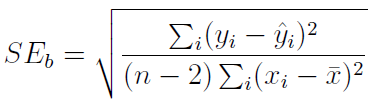 $SE_b = \sqrt{\frac{\sum_i (y_i - \hat{y}_i)^2}{(n-2) \sum_i (x_i - \bar{x})^2}}$